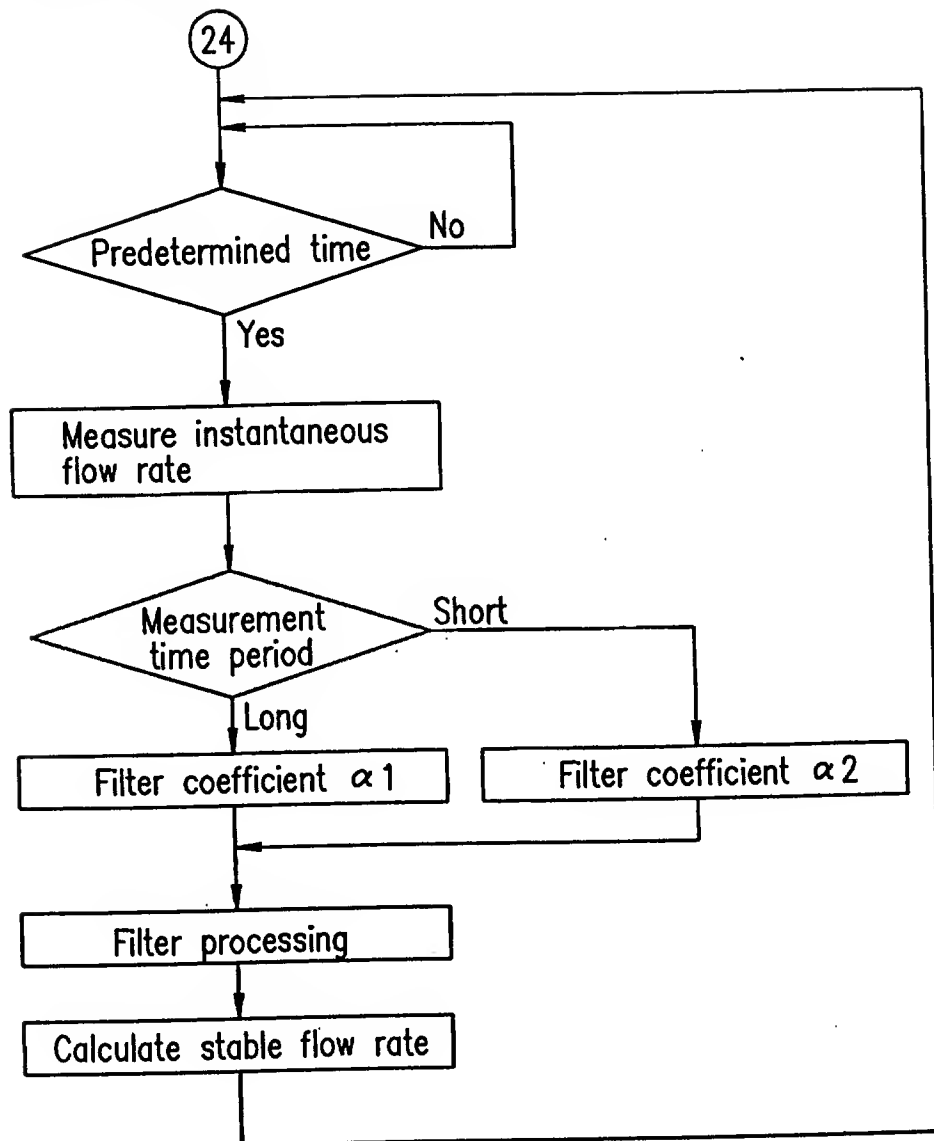 24
Predetermined time
No
Yes
Measure instantaneous
flow rate
Measurement
time period
Short
Long
Filter coefficient α1
Filter coefficient α2
Filter processing
Calculate stable flow rate